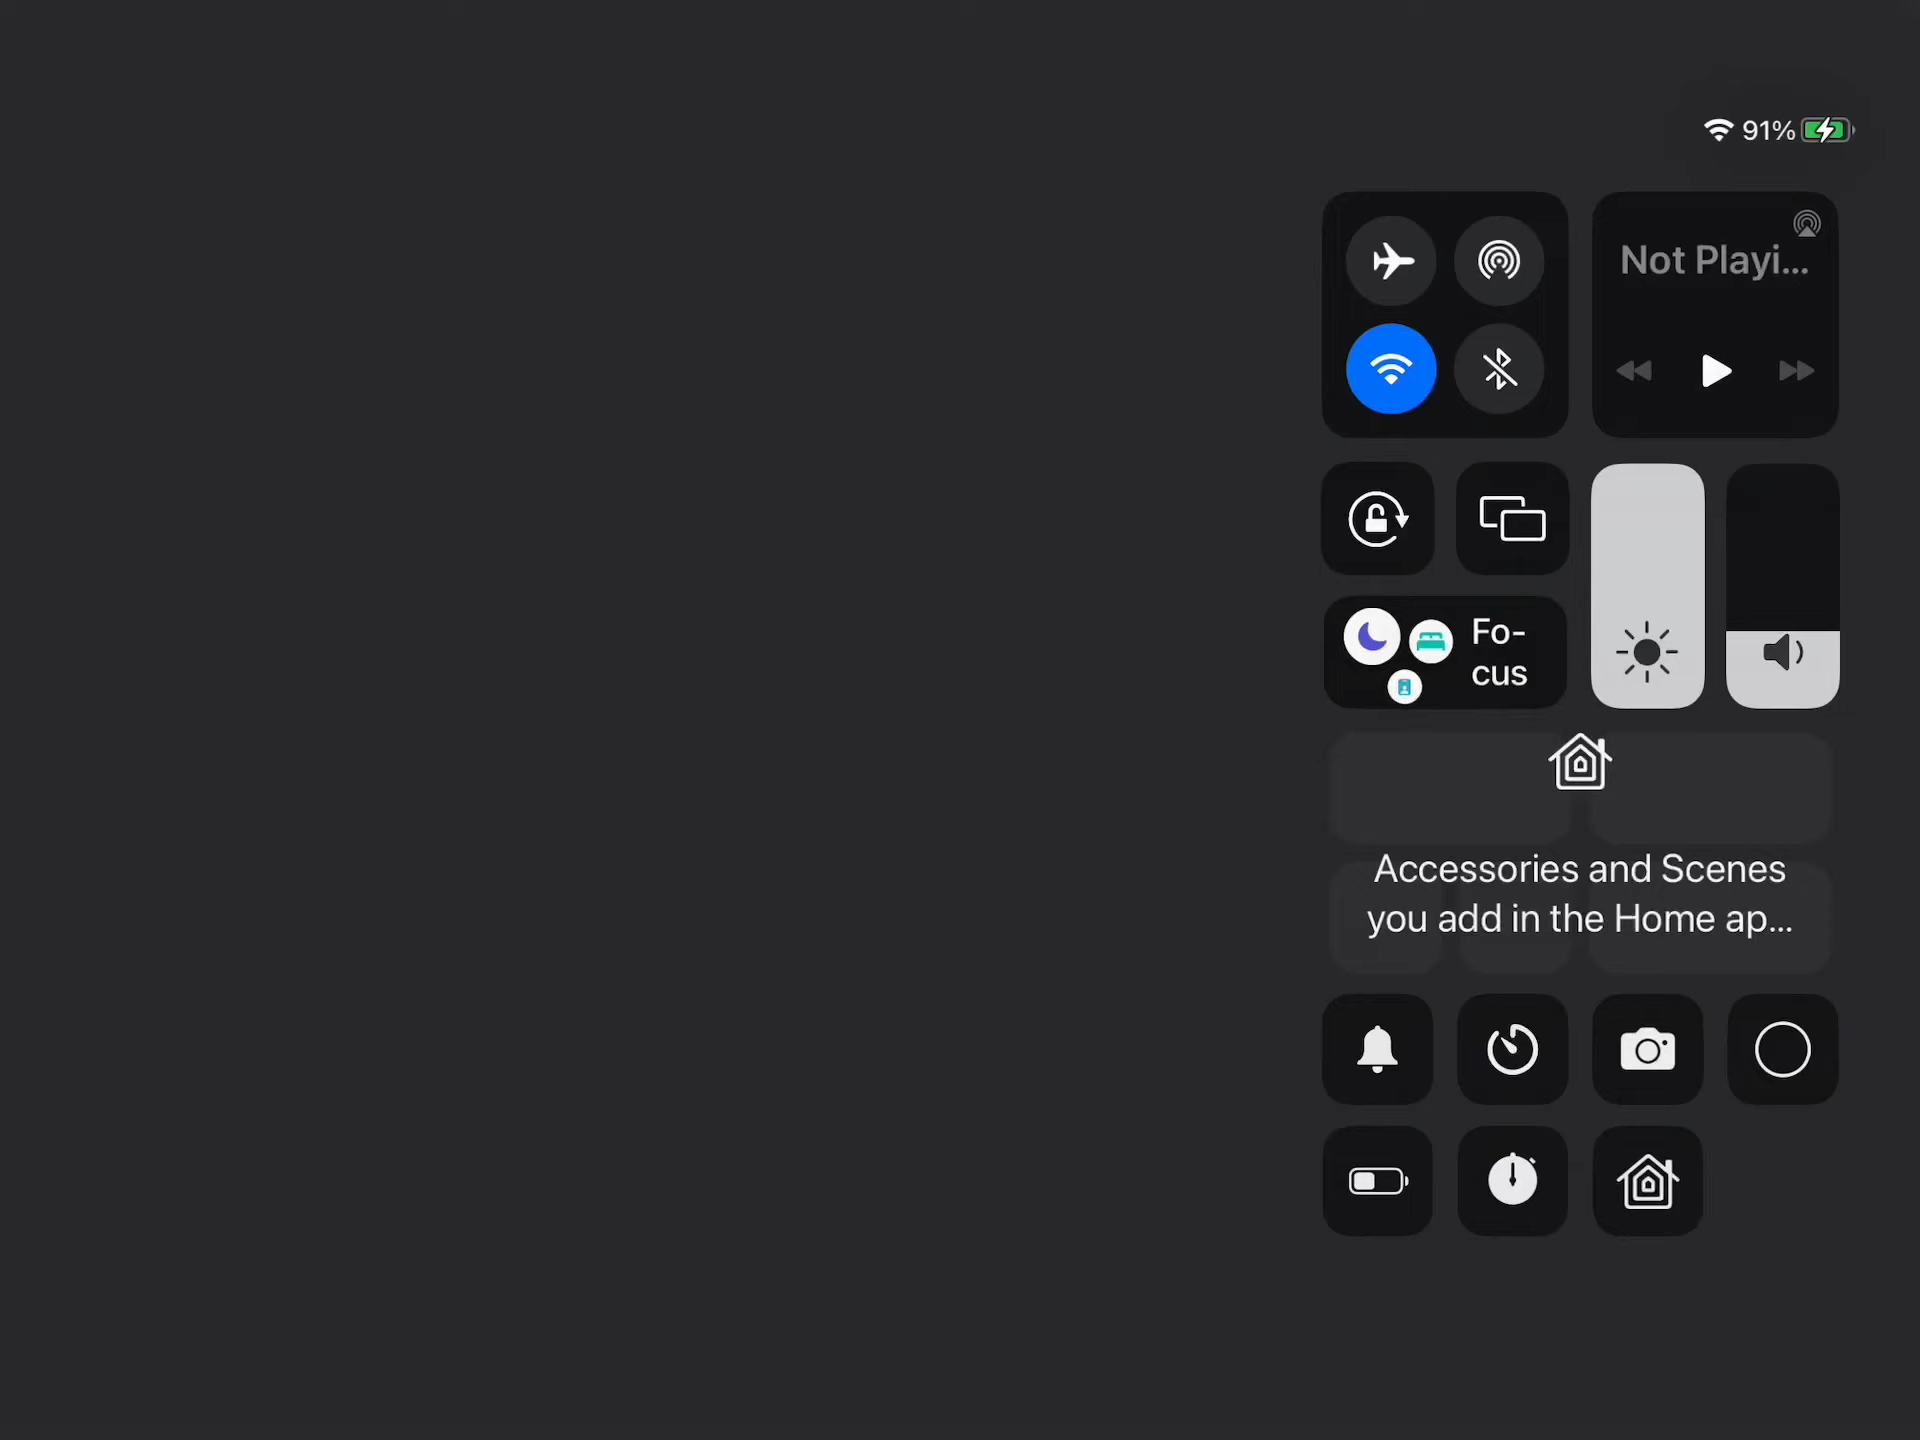 91%
Not Playi...
Fo-
cus
Accessories and Scenes
you add in the Home ap...